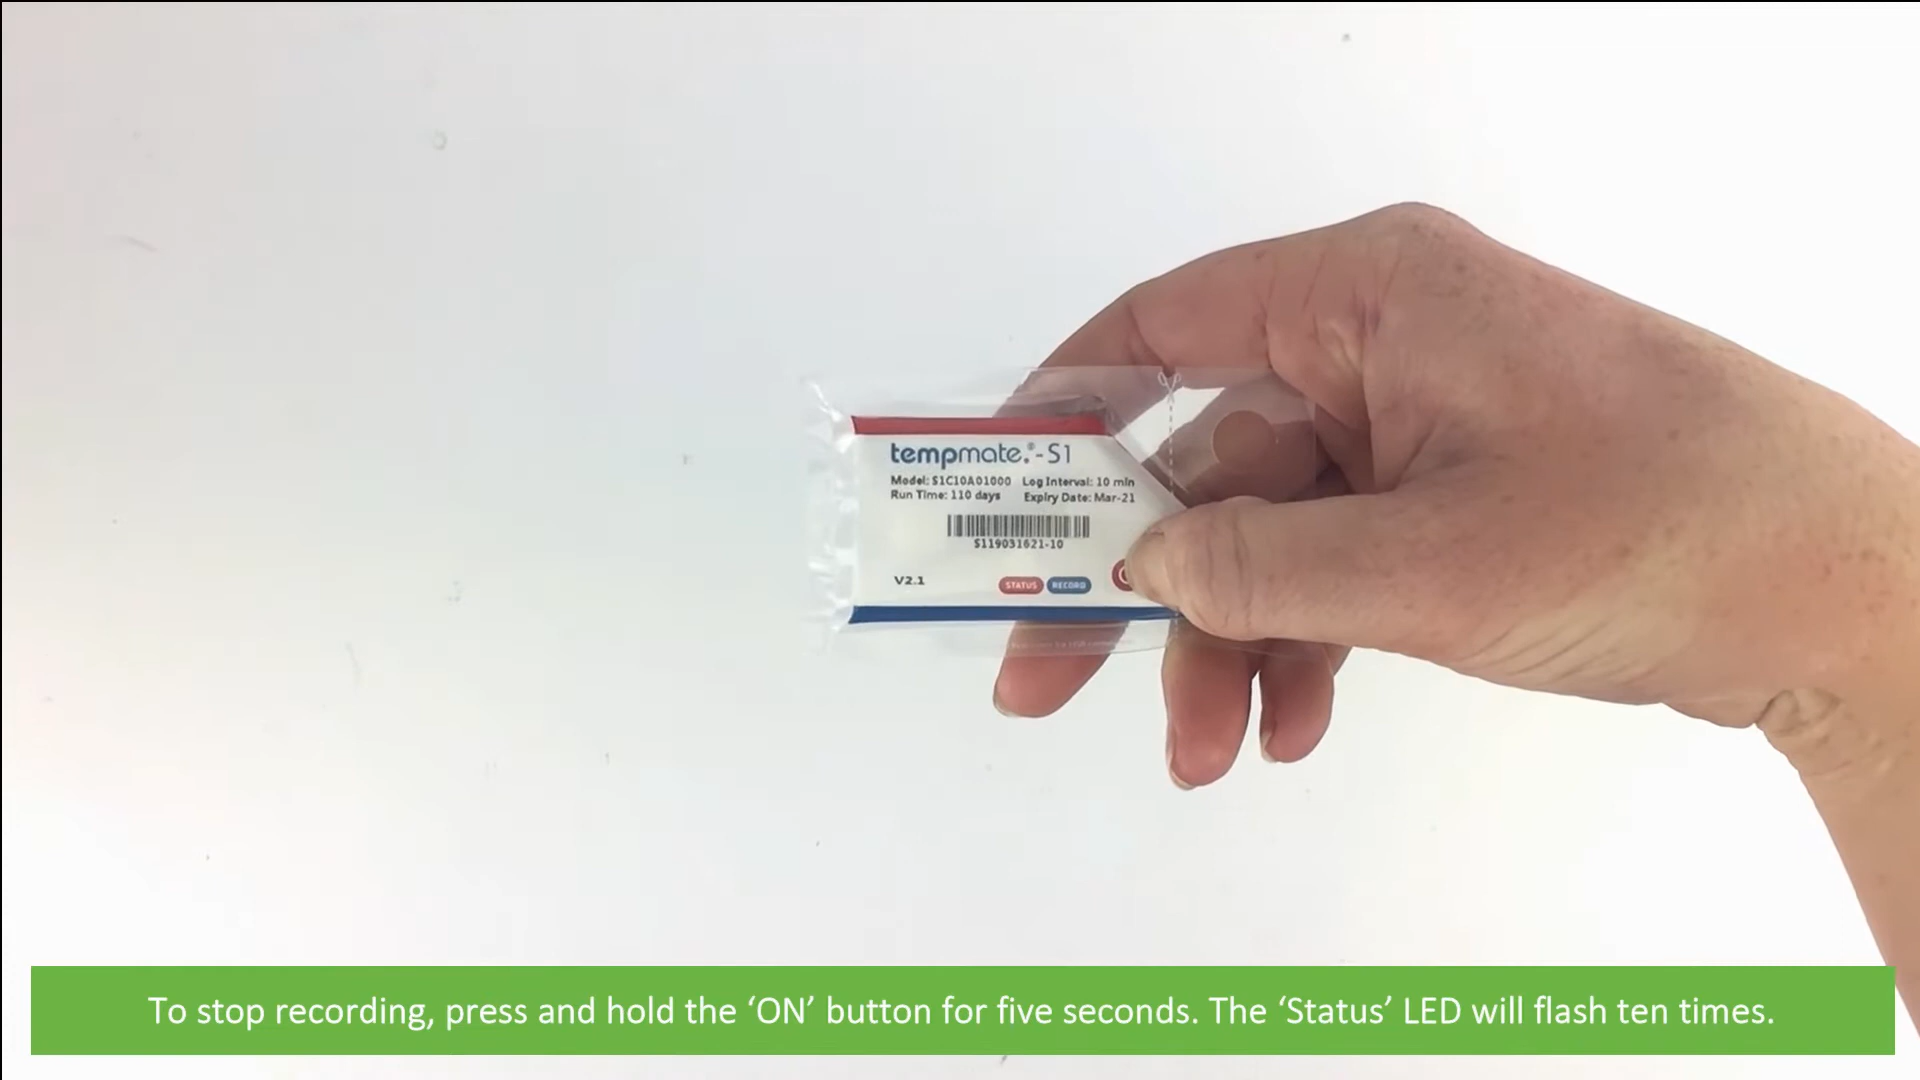 tempmate.®-S1
Model: S1C10A01000 Log Interval: 10 min
Run Time: 110 days Expiry Date: Mar-21
S119031621-10
V2.1 STATUS RECORD
To stop recording, press and hold the ‘ON’ button for five seconds. The ‘Status’ LED will flash ten times.